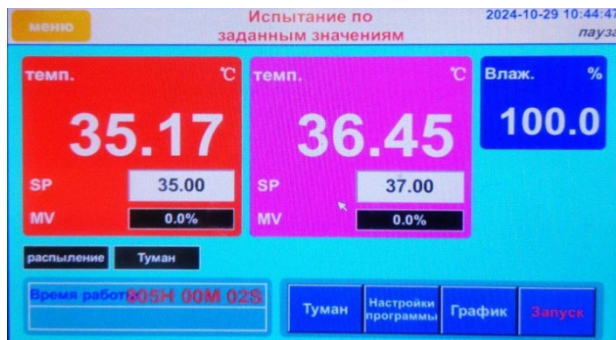 меню
Испытание по
заданным значениям
2024-10-29 10:44:47
пауза
темп. ℃
35.17
SP 35.00
MV 0.0%
темп. ℃
36.45
SP 37.00
MV 0.0%
Влаж. %
100.0
распыление Туман
Время работы 805H 00M 02S
Туман
Настройки
программы
График
Запуск